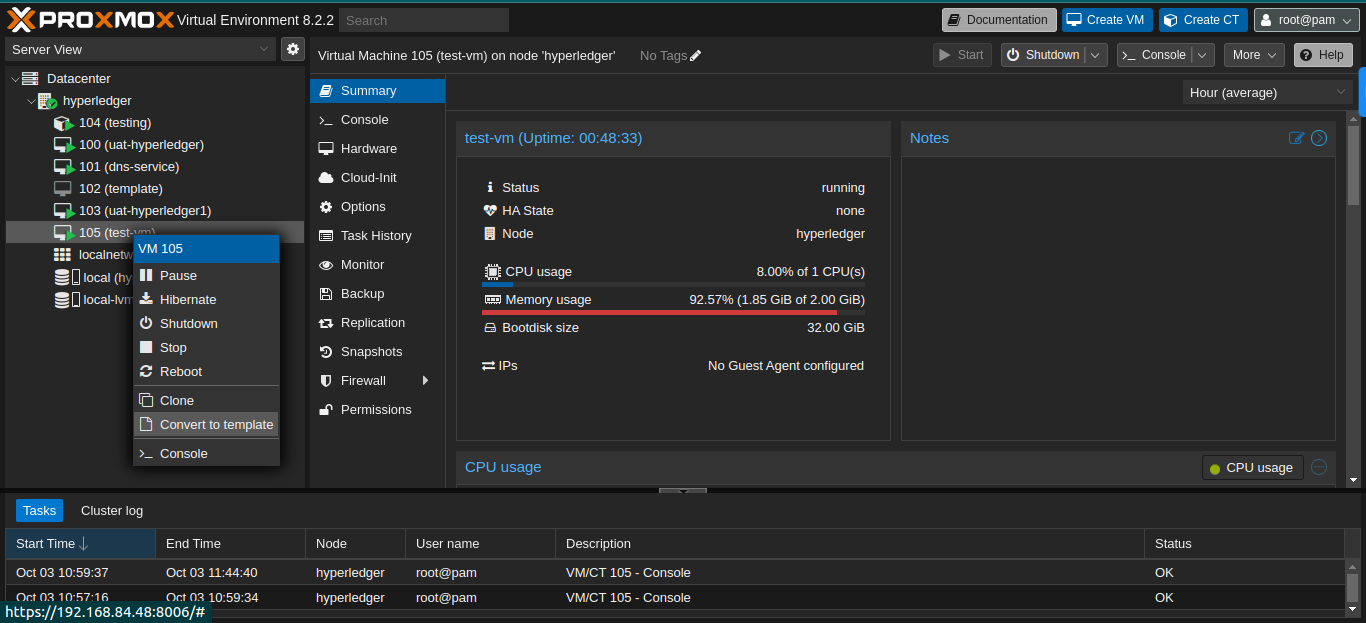 PROXMOX Virtual Environment 8.2.2 Search Documentation Create VM Create CT root@pam
Server View
Virtual Machine 105 (test-vm) on node 'hyperledger' No Tags Start Shutdown Console More Help
Datacenter
hyperledger
104 (testing)
100 (uat-hyperledger)
101 (dns-service)
102 (template)
103 (uat-hyperledger1)
105 (test-vm)
localnetw
local (hy
local-lvm
VM 105
Pause
Hibernate
Shutdown
Stop
Reboot
Clone
Convert to template
Console
Summary
Console
Hardware
Cloud-Init
Options
Task History
Monitor
Backup
Replication
Snapshots
Firewall
Permissions
Hour (average)
test-vm (Uptime: 00:48:33)
Status running
HA State none
Node hyperledger
CPU usage 8.00% of 1 CPU(s)
Memory usage 92.57% (1.85 GiB of 2.00 GiB)
Bootdisk size 32.00 GiB
IPs No Guest Agent configured
Notes
CPU usage CPU usage
Tasks Cluster log
Start Time End Time Node User name Description Status
Oct 03 10:59:37 Oct 03 11:44:40 hyperledger root@pam VM/CT 105 - Console OK
Oct 03 10:57:16 Oct 03 10:59:34 hyperledger root@pam VM/CT 105 - Console OK
https://192.168.84.48:8006/#